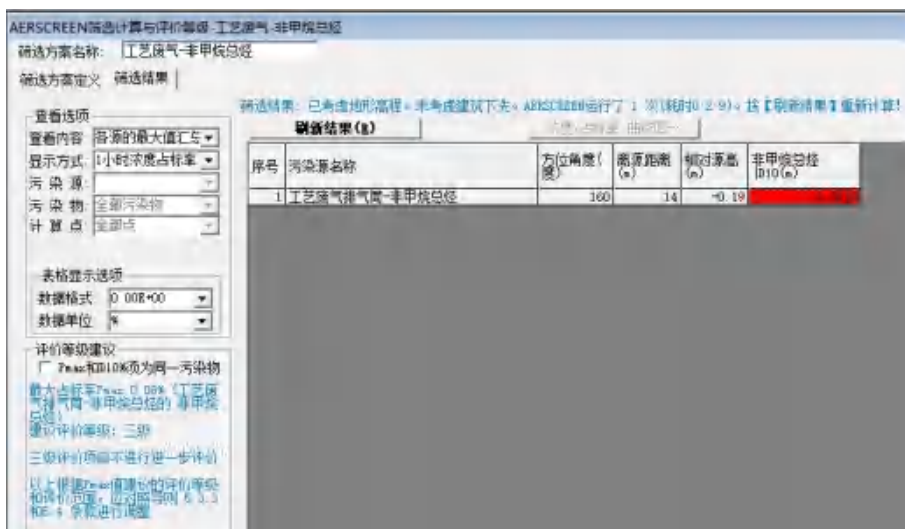 AERSCREEN筛选计算与评价等级-工艺废气-非甲烷总烃
筛选方案名称: 工艺废气-非甲烷总烃
筛选方案定义 筛选结果
筛选结果: 已考虑地形高程。未考虑建筑下洗。AERSCREEN运行了 1 次(耗时0:2:9)。按【刷新结果】重新计算!
查看选项
查看内容 各源的最大值汇总
显示方式: 1小时浓度占标率
污 染 源:
污 染 物: 全部污染物
计 算 点: 全部点
刷新结果(R)
序号 污染源名称 方位角度(度) 离源距离(m) 相对源高(m) 非甲烷总烃|D10(m)
1 工艺废气排气筒-非甲烷总烃 160 14 -0.19
表格显示选项
数据格式 0.00E+00
数据单位 %
评价等级建议
Pmax和D10%须为同一污染物
最大占标率Pmax:0.08% (工艺废
气排气筒-非甲烷总烃的 非甲烷
总烃)
建议评价等级: 三级
三级评价项目不进行进一步评价
以上根据Pmax值建议的评价等级
和评价范围,应对照导则 5.3.3
和5.4 条款进行调整